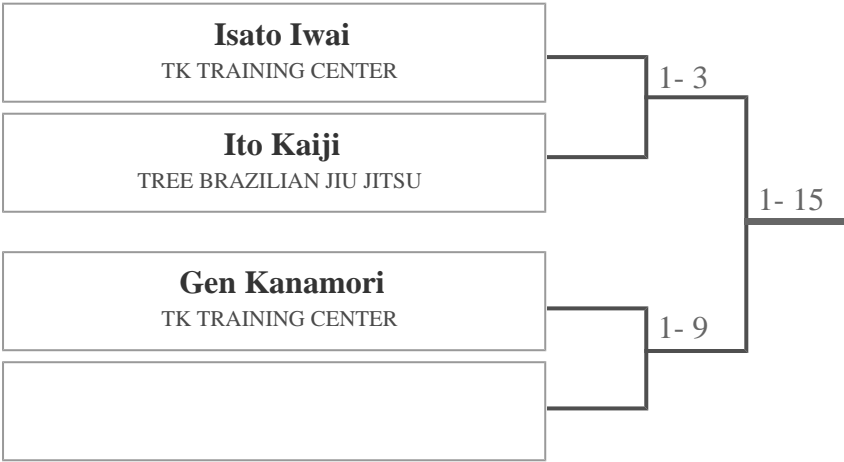 Isato Iwai
TK TRAINING CENTER
1- 3
Ito Kaiji
TREE BRAZILIAN JIU JITSU
1- 15
Gen Kanamori
TK TRAINING CENTER
1- 9